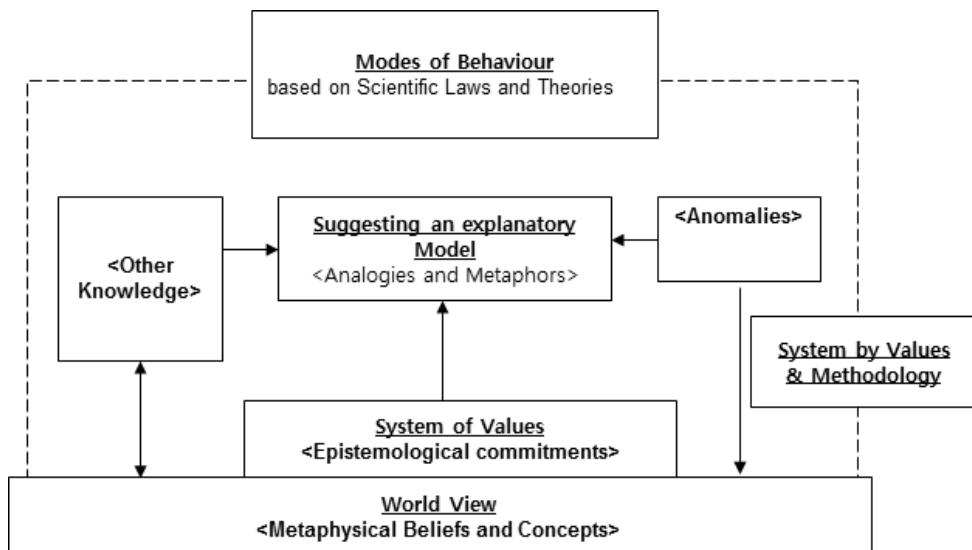 Modes of Behaviour
based on Scientific Laws and Theories
<Other
Knowledge>
Suggesting an explanatory
Model
<Analogies and Metaphors>
<Anomalies>
System by Values
& Methodology
System of Values
<Epistemological commitments>
World View
<Metaphysical Beliefs and Concepts>